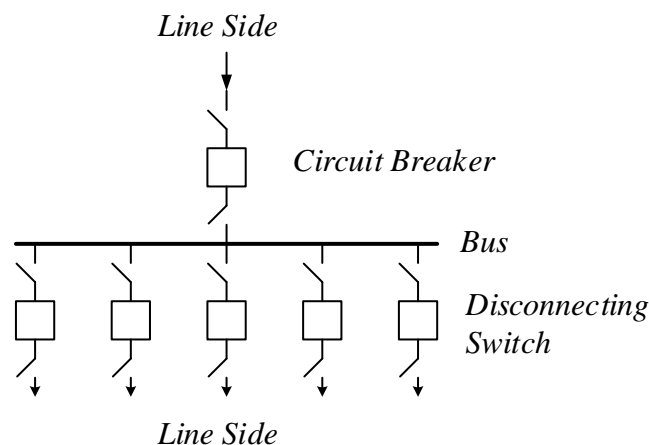 Line Side
Circuit Breaker
Bus
Disconnecting
Switch
Line Side